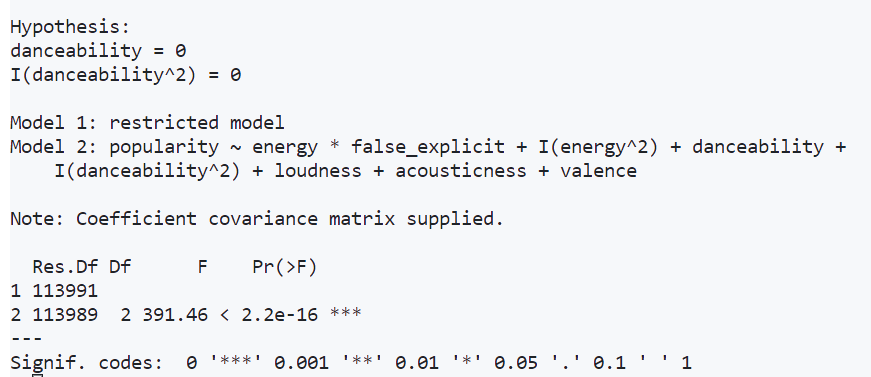 Hypothesis:
danceability = 0
I(danceability^2) = 0
Model 1: restricted model
Model 2: popularity ~ energy * false_explicit + I(energy^2) + danceability +
    I(danceability^2) + loudness + acousticness + valence
Note: Coefficient covariance matrix supplied.
  Res.Df Df      F    Pr(>F)
1 113991
2 113989  2 391.46 < 2.2e-16 ***
---
Signif. codes:  0 '***' 0.001 '**' 0.01 '*' 0.05 '.' 0.1 ' ' 1